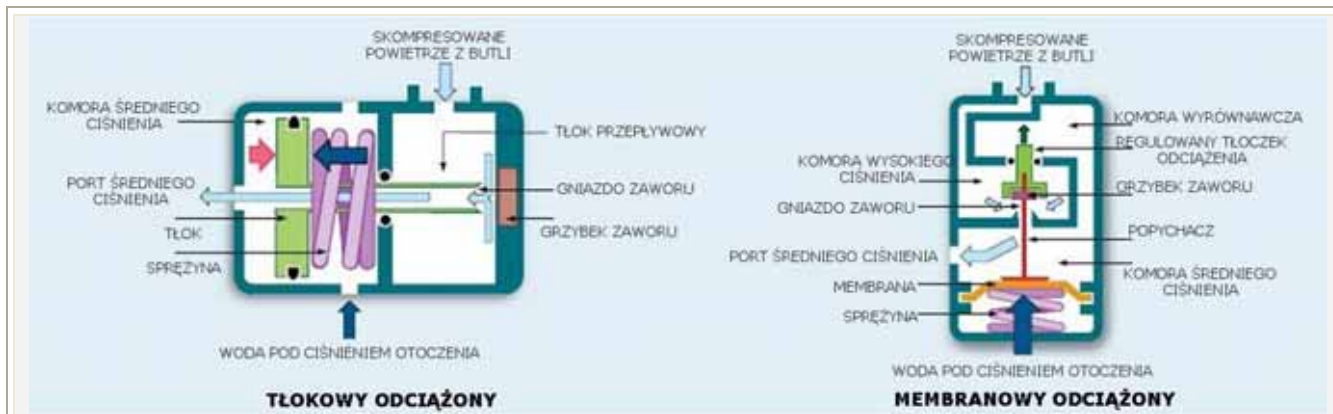 SKOMPRESOWANE
POWIETRZE Z BUTLI
KOMORA ŚREDNIEGO
CIŚNIENIA
TŁOK PRZEPŁYWOWY
PORT ŚREDNIEGO
CIŚNIENIA
GNIAZDO ZAWORU
TŁOK
GRZYBEK ZAWORU
SPRĘŻYNA
WODA POD CIŚNIENIEM OTOCZENIA
TŁOKOWY ODCIĄŻONY
SKOMPRESOWANE
POWIETRZE Z BUTLI
KOMORA WYRÓWNAWCZA
REGULOWANY TŁOCZEK
ODCIĄŻENIA
KOMORA WYSOKIEGO
CIŚNIENIA
GRZYBEK ZAWORU
GNIAZDO ZAWORU
POPYCHACZ
PORT ŚREDNIEGO CIŚNIENIA
KOMORA ŚREDNIEGO
CIŚNIENIA
MEMBRANA
SPRĘŻYNA
WODA POD CIŚNIENIEM OTOCZENIA
MEMBRANOWY ODCIĄŻONY